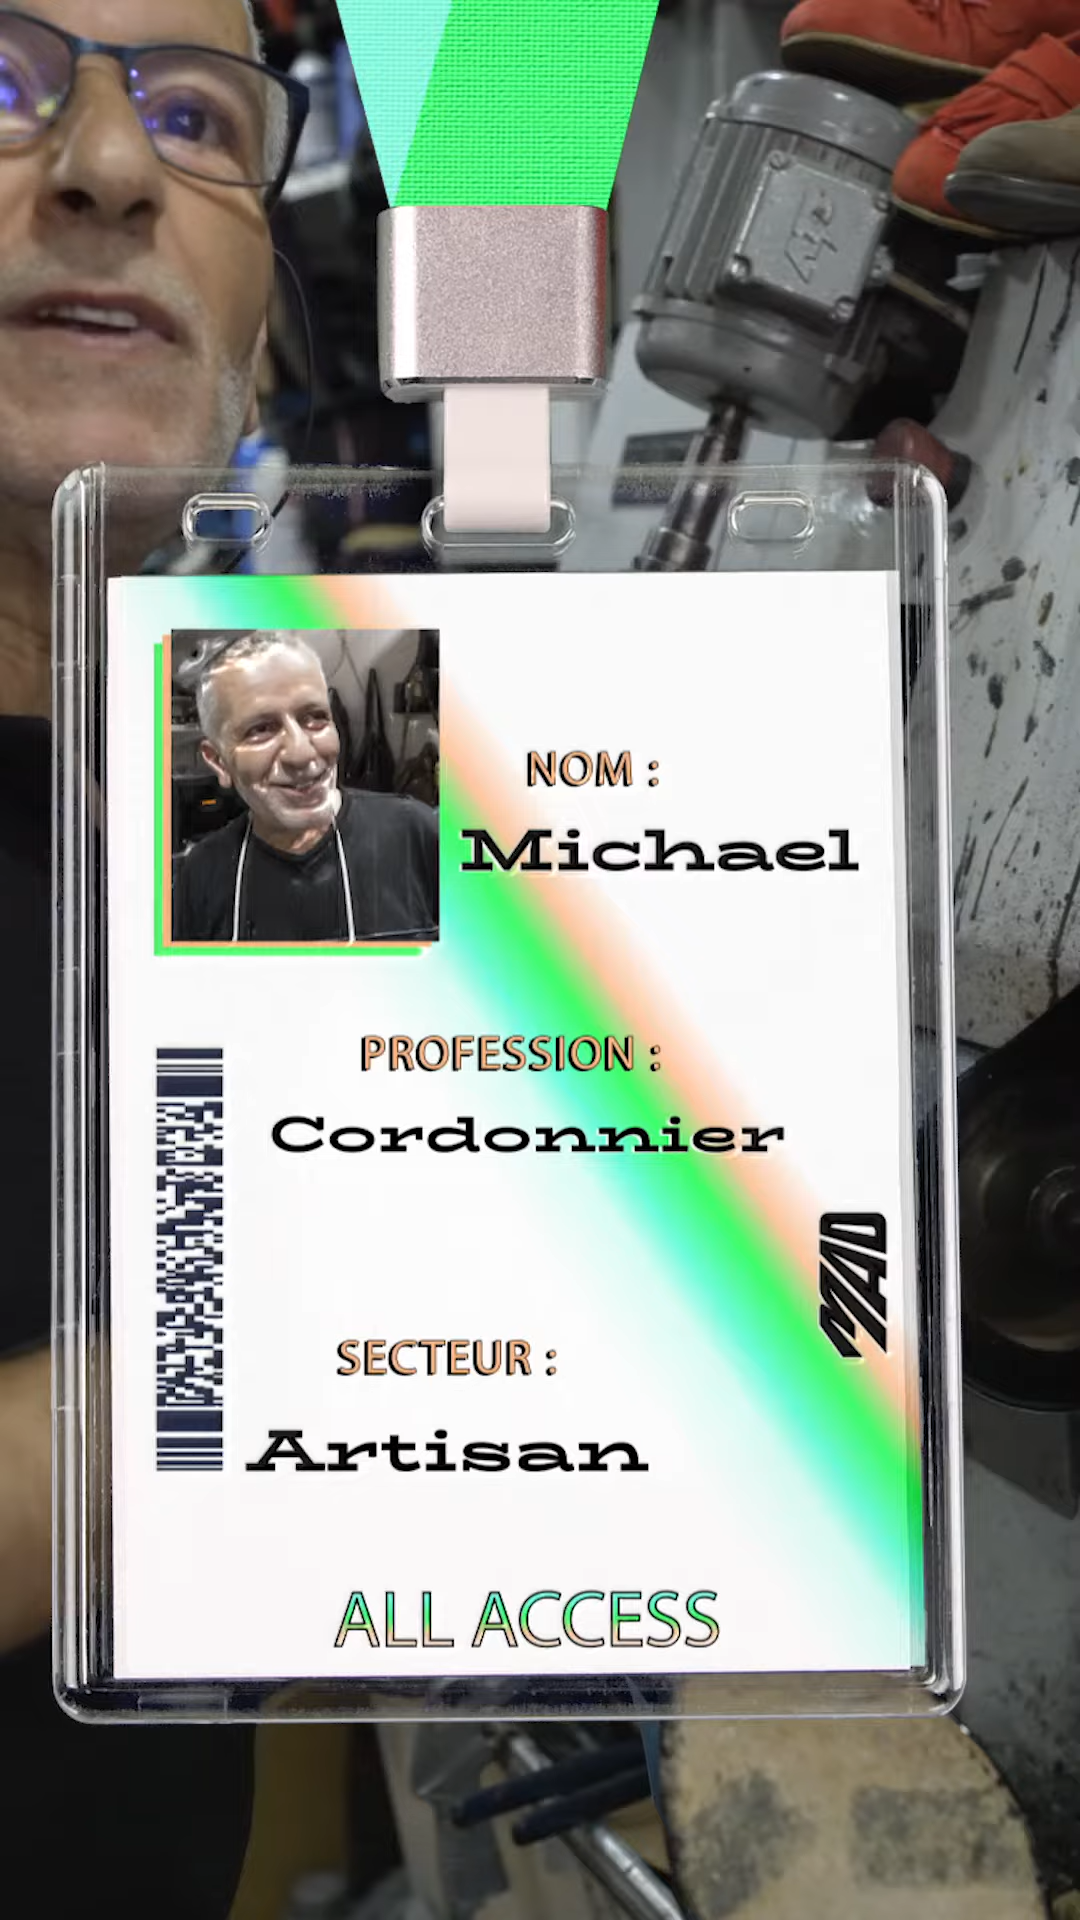 NOM :
Michael
PROFESSION :
Cordonnier
MAD
SECTEUR :
Artisan
ALL ACCESS